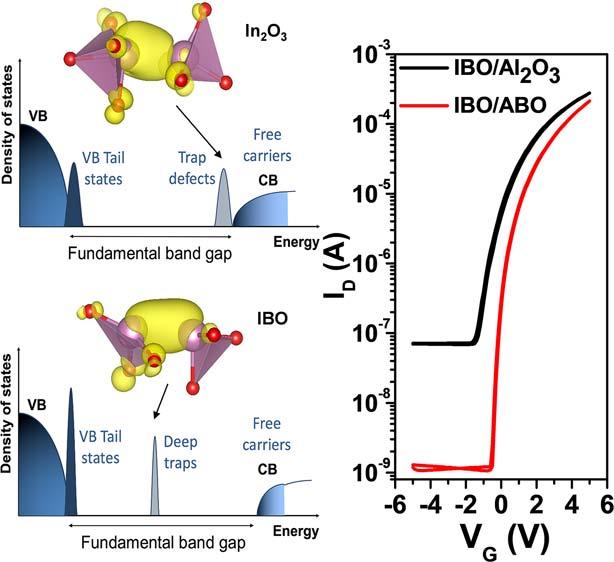 In₂O₃
Density of states
VB
VB Tail
states
Trap
defects
Free
carriers
CB
Energy
Fundamental band gap
IBO
Density of states
VB
VB Tail
states
Deep
traps
Free
carriers
CB
Energy
Fundamental band gap
IBO/Al₂O₃
IBO/ABO
I_D (A)
10⁻³
10⁻⁴
10⁻⁵
10⁻⁶
10⁻⁷
10⁻⁸
10⁻⁹
-6 -4 -2 0 2 4 6
V_G (V)